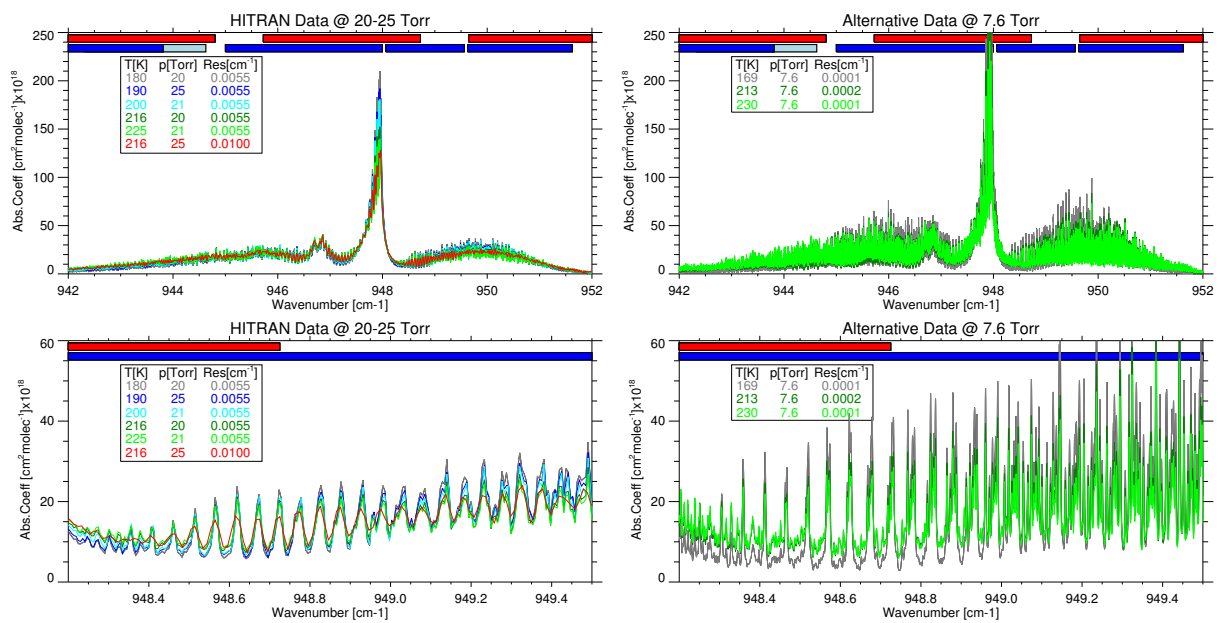 HITRAN Data @ 20-25 Torr
250
200
150
100
50
0
Abs.Coeff [cm²molec⁻¹]x10¹⁸
T[K] p[Torr] Res[cm⁻¹]
180 20 0.0055
190 25 0.0055
200 21 0.0055
216 20 0.0055
225 21 0.0055
216 25 0.0100
942 944 946 948 950 952
Wavenumber [cm-1]
Alternative Data @ 7.6 Torr
250
200
150
100
50
0
Abs.Coeff [cm²molec⁻¹]x10¹⁸
T[K] p[Torr] Res[cm⁻¹]
169 7.6 0.0001
213 7.6 0.0002
230 7.6 0.0001
942 944 946 948 950 952
Wavenumber [cm-1]
HITRAN Data @ 20-25 Torr
60
40
20
0
Abs.Coeff [cm²molec⁻¹]x10¹⁸
T[K] p[Torr] Res[cm⁻¹]
180 20 0.0055
190 25 0.0055
200 21 0.0055
216 20 0.0055
225 21 0.0055
216 25 0.0100
948.4 948.6 948.8 949.0 949.2 949.4
Wavenumber [cm-1]
Alternative Data @ 7.6 Torr
60
40
20
0
Abs.Coeff [cm²molec⁻¹]x10¹⁸
T[K] p[Torr] Res[cm⁻¹]
169 7.6 0.0001
213 7.6 0.0002
230 7.6 0.0001
948.4 948.6 948.8 949.0 949.2 949.4
Wavenumber [cm-1]